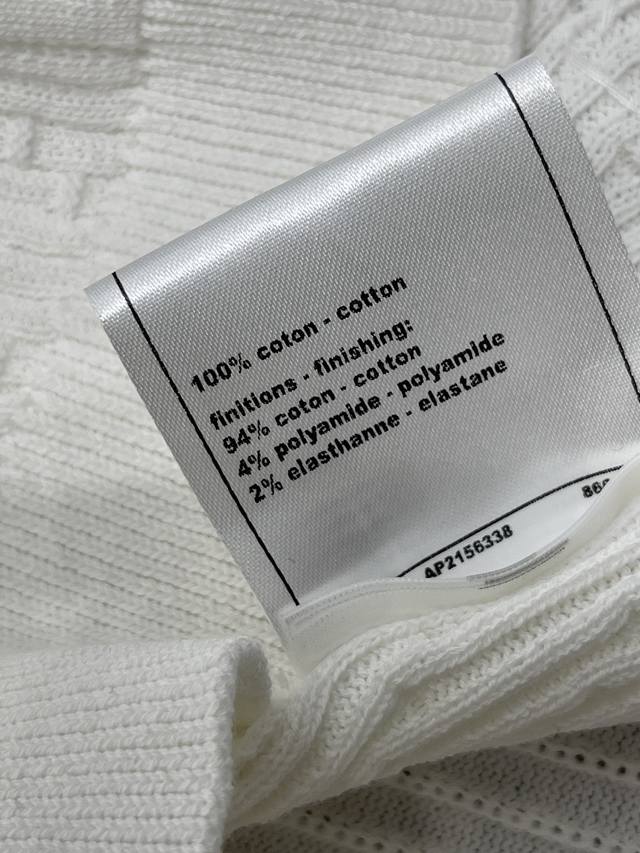 100% coton - cotton
finitions - finishing:
94% coton - cotton
4% polyamide - polyamide
2% elasthanne - elastane
AP2156338